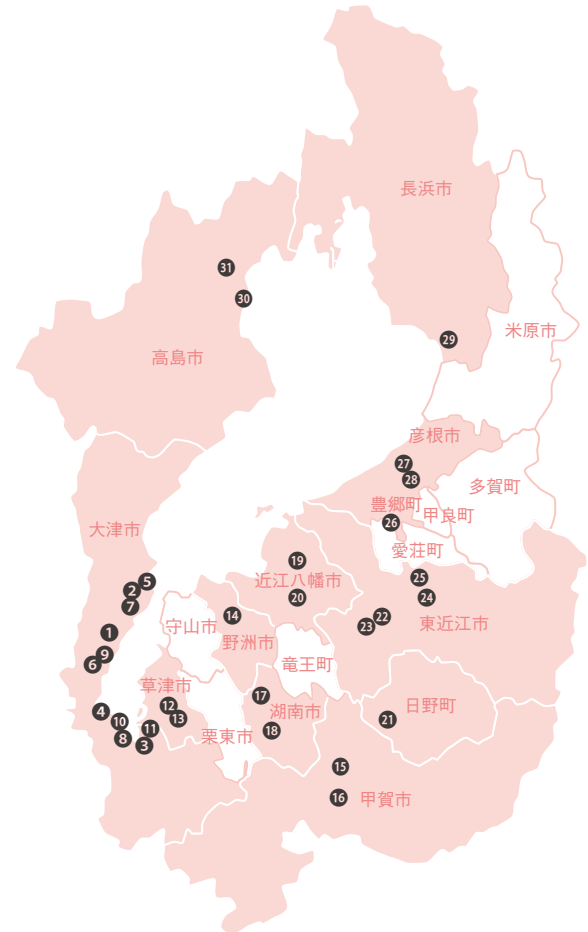 長浜市
31
30
29
米原市
高島市
彦根市
27
28
多賀町
豊郷町
甲良町
26
大津市
愛荘町
19
25
5
近江八幡市
2
20
24
7
14
22
東近江市
守山市
23
1
野洲市
竜王町
9
6
草津市
17
日野町
4
12
湖南市
10
13
21
11
18
8
栗東市
3
15
16
甲賀市